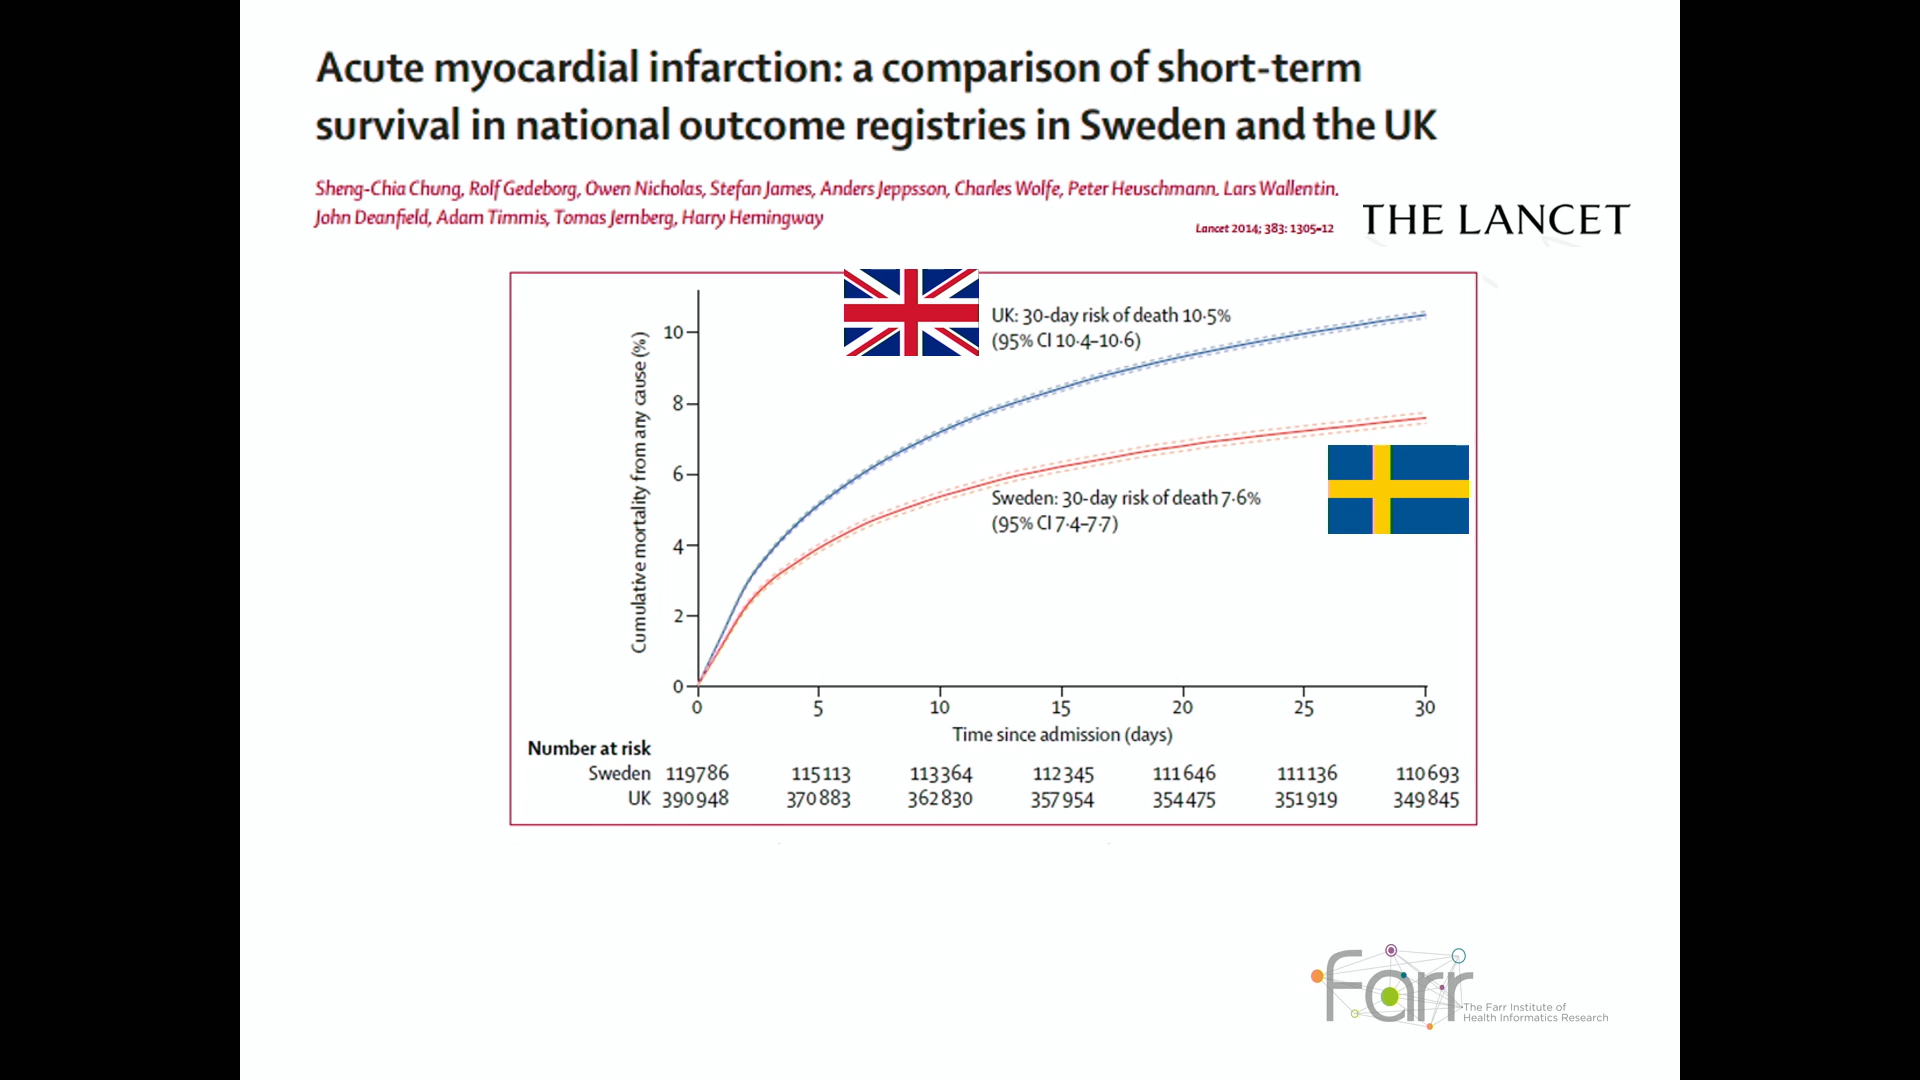 Acute myocardial infarction: a comparison of short-term
survival in national outcome registries in Sweden and the UK
Sheng-Chia Chung, Rolf Gedeborg, Owen Nicholas, Stefan James, Anders Jeppsson, Charles Wolfe, Peter Heuschmann, Lars Wallentin,
John Deanfield, Adam Timmis, Tomas Jernberg, Harry Hemingway
Lancet 2014; 383: 1305–12
THE LANCET
UK: 30-day risk of death 10·5%
(95% CI 10·4–10·6)
Sweden: 30-day risk of death 7·6%
(95% CI 7·4–7·7)
Cumulative mortality from any cause (%)
10
8
6
4
2
0
0 5 10 15 20 25 30
Time since admission (days)
Number at risk
Sweden 119786 115113 113364 112345 111646 111136 110693
UK 390948 370883 362830 357954 354475 351919 349845
farr
The Farr Institute of
Health Informatics Research